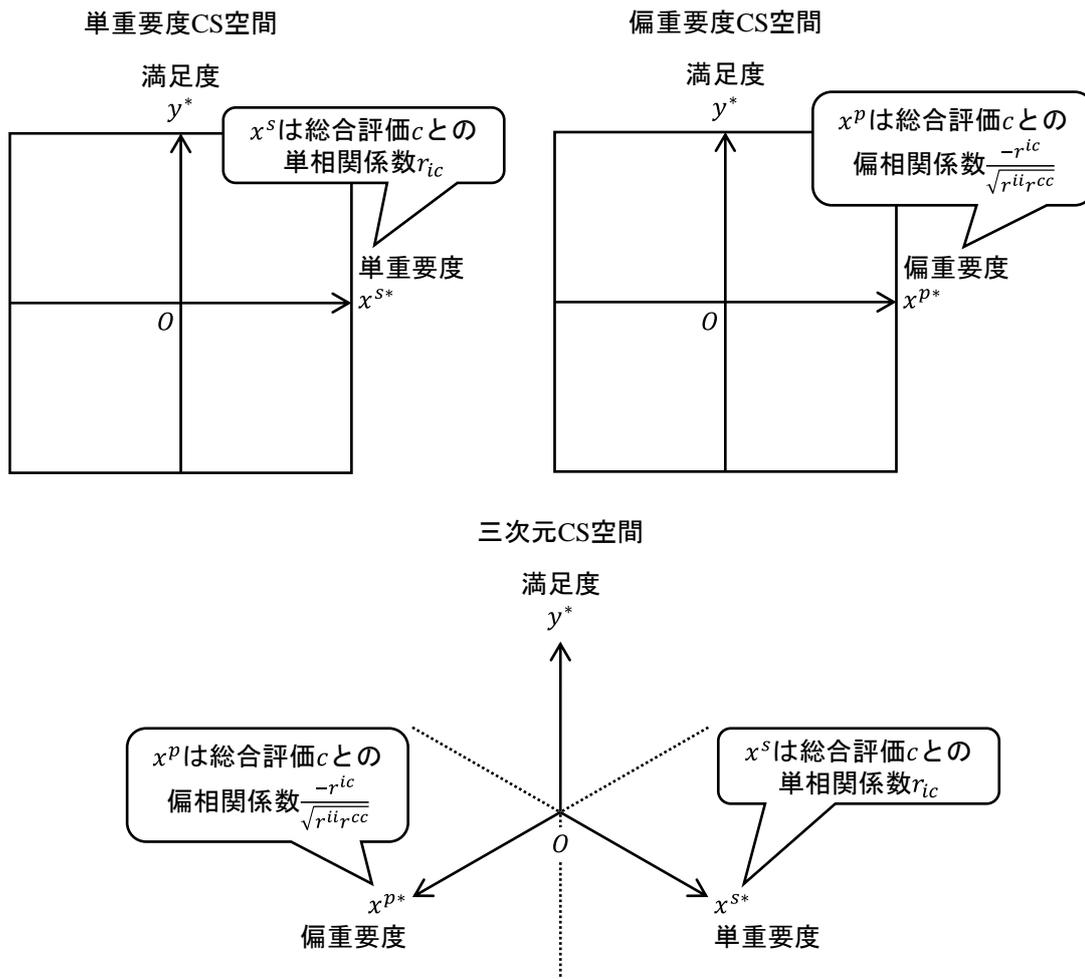 単重要度CS空間
満足度
y*
x^sは総合評価cとの
単相関係数r_{ic}
単重要度
x^{s*}
O
偏重要度CS空間
満足度
y*
x^pは総合評価cとの
偏相関係数\frac{-r^{ic}}{\sqrt{r^{ii}r^{cc}}}
偏重要度
x^{p*}
O
三次元CS空間
満足度
y*
x^pは総合評価cとの
偏相関係数\frac{-r^{ic}}{\sqrt{r^{ii}r^{cc}}}
x^sは総合評価cとの
単相関係数r_{ic}
O
x^{p*}
偏重要度
x^{s*}
単重要度